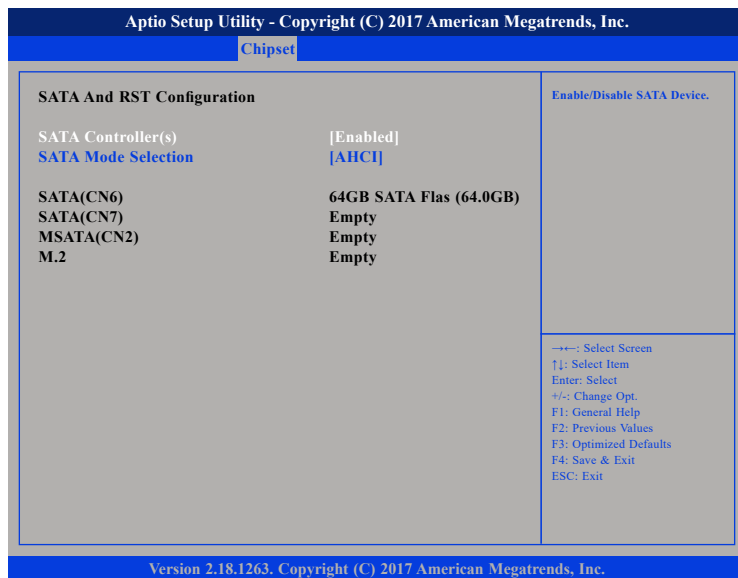 Aptio Setup Utility - Copyright (C) 2017 American Megatrends, Inc.
Chipset
SATA And RST Configuration
SATA Controller(s) [Enabled]
SATA Mode Selection [AHCI]
SATA(CN6) 64GB SATA Flas (64.0GB)
SATA(CN7) Empty
MSATA(CN2) Empty
M.2 Empty
Enable/Disable SATA Device.
→←: Select Screen
↑↓: Select Item
Enter: Select
+/-: Change Opt.
F1: General Help
F2: Previous Values
F3: Optimized Defaults
F4: Save & Exit
ESC: Exit
Version 2.18.1263. Copyright (C) 2017 American Megatrends, Inc.